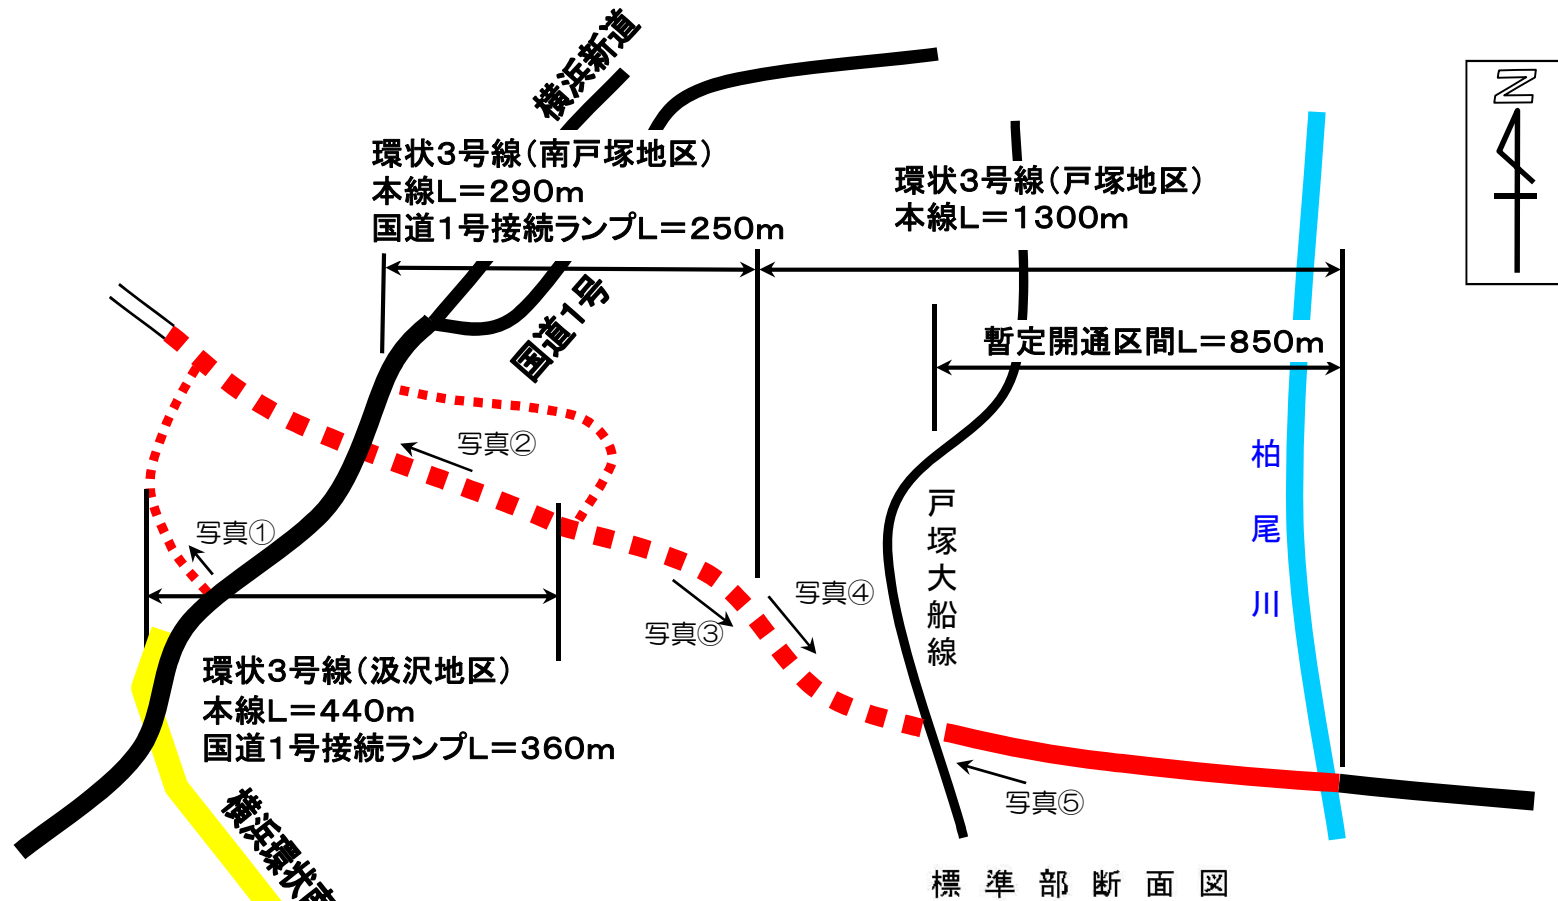 横浜新道
N
環状3号線(南戸塚地区)
本線L=290m
国道1号接続ランプL=250m
環状3号線(戸塚地区)
本線L=1300m
国道1号
暫定開通区間L=850m
写真②
柏尾川
写真①
戸塚大船線
写真④
写真③
環状3号線(汲沢地区)
本線L=440m
国道1号接続ランプL=360m
写真⑤
横浜環状南
標準部断面図